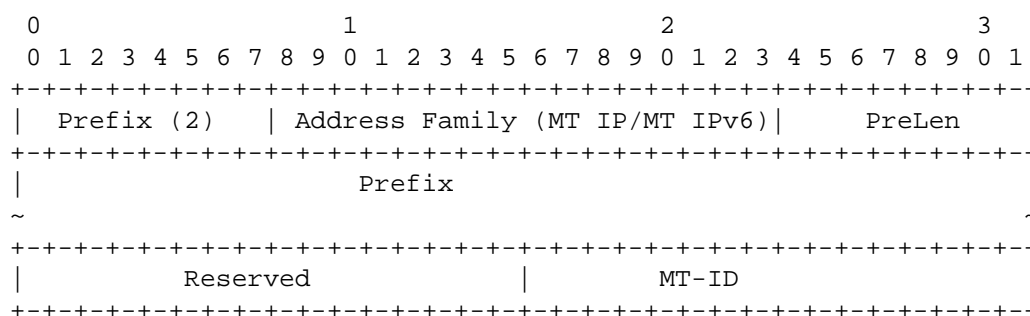 0                   1                   2                   3
 0 1 2 3 4 5 6 7 8 9 0 1 2 3 4 5 6 7 8 9 0 1 2 3 4 5 6 7 8 9 0 1
+-+-+-+-+-+-+-+-+-+-+-+-+-+-+-+-+-+-+-+-+-+-+-+-+-+-+-+-+-+-+-+--
|  Prefix (2)   | Address Family (MT IP/MT IPv6)|     PreLen
+-+-+-+-+-+-+-+-+-+-+-+-+-+-+-+-+-+-+-+-+-+-+-+-+-+-+-+-+-+-+-+--
|                     Prefix
~                                                               ~
+-+-+-+-+-+-+-+-+-+-+-+-+-+-+-+-+-+-+-+-+-+-+-+-+-+-+-+-+-+-+-+--
|          Reserved             |        MT-ID
+-+-+-+-+-+-+-+-+-+-+-+-+-+-+-+-+-+-+-+-+-+-+-+-+-+-+-+-+-+-+-+--